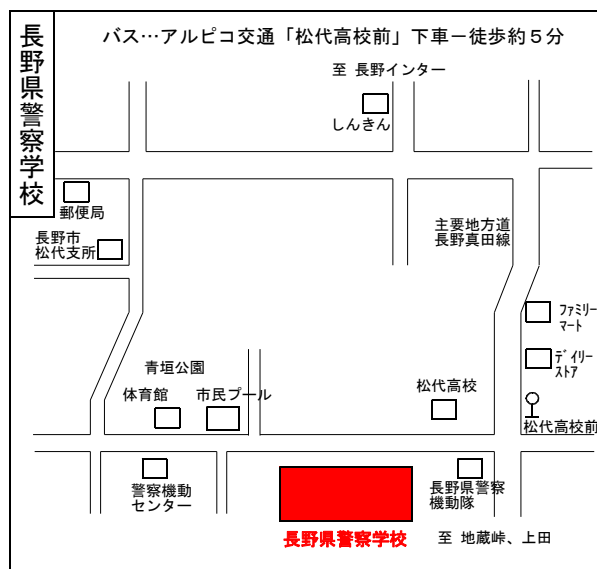 長野県警察学校
バス…アルピコ交通「松代高校前」下車－徒歩約５分
至 長野インター
しんきん
郵便局
長野市
松代支所
主要地方道
長野真田線
ﾌｧﾐﾘｰ
ﾏｰﾄ
ﾃﾞｲﾘｰ
ｽﾄｱ
青垣公園
体育館
市民プール
松代高校
松代高校前
警察機動
センター
長野県警察
機動隊
長野県警察学校
至 地蔵峠、上田